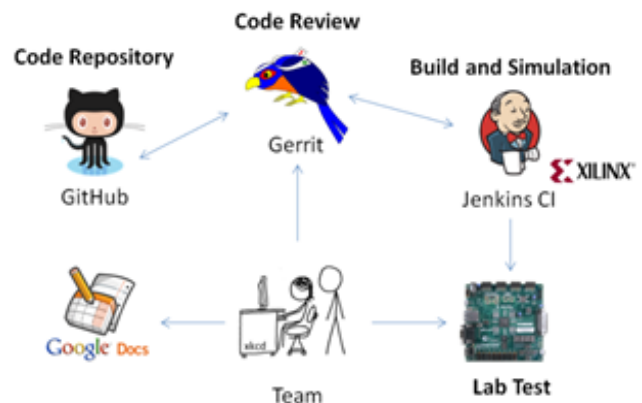 Code Review
Code Repository
Build and Simulation
Gerrit
GitHub
Jenkins CI
XILINX
Google Docs
xkcd
Team
Lab Test